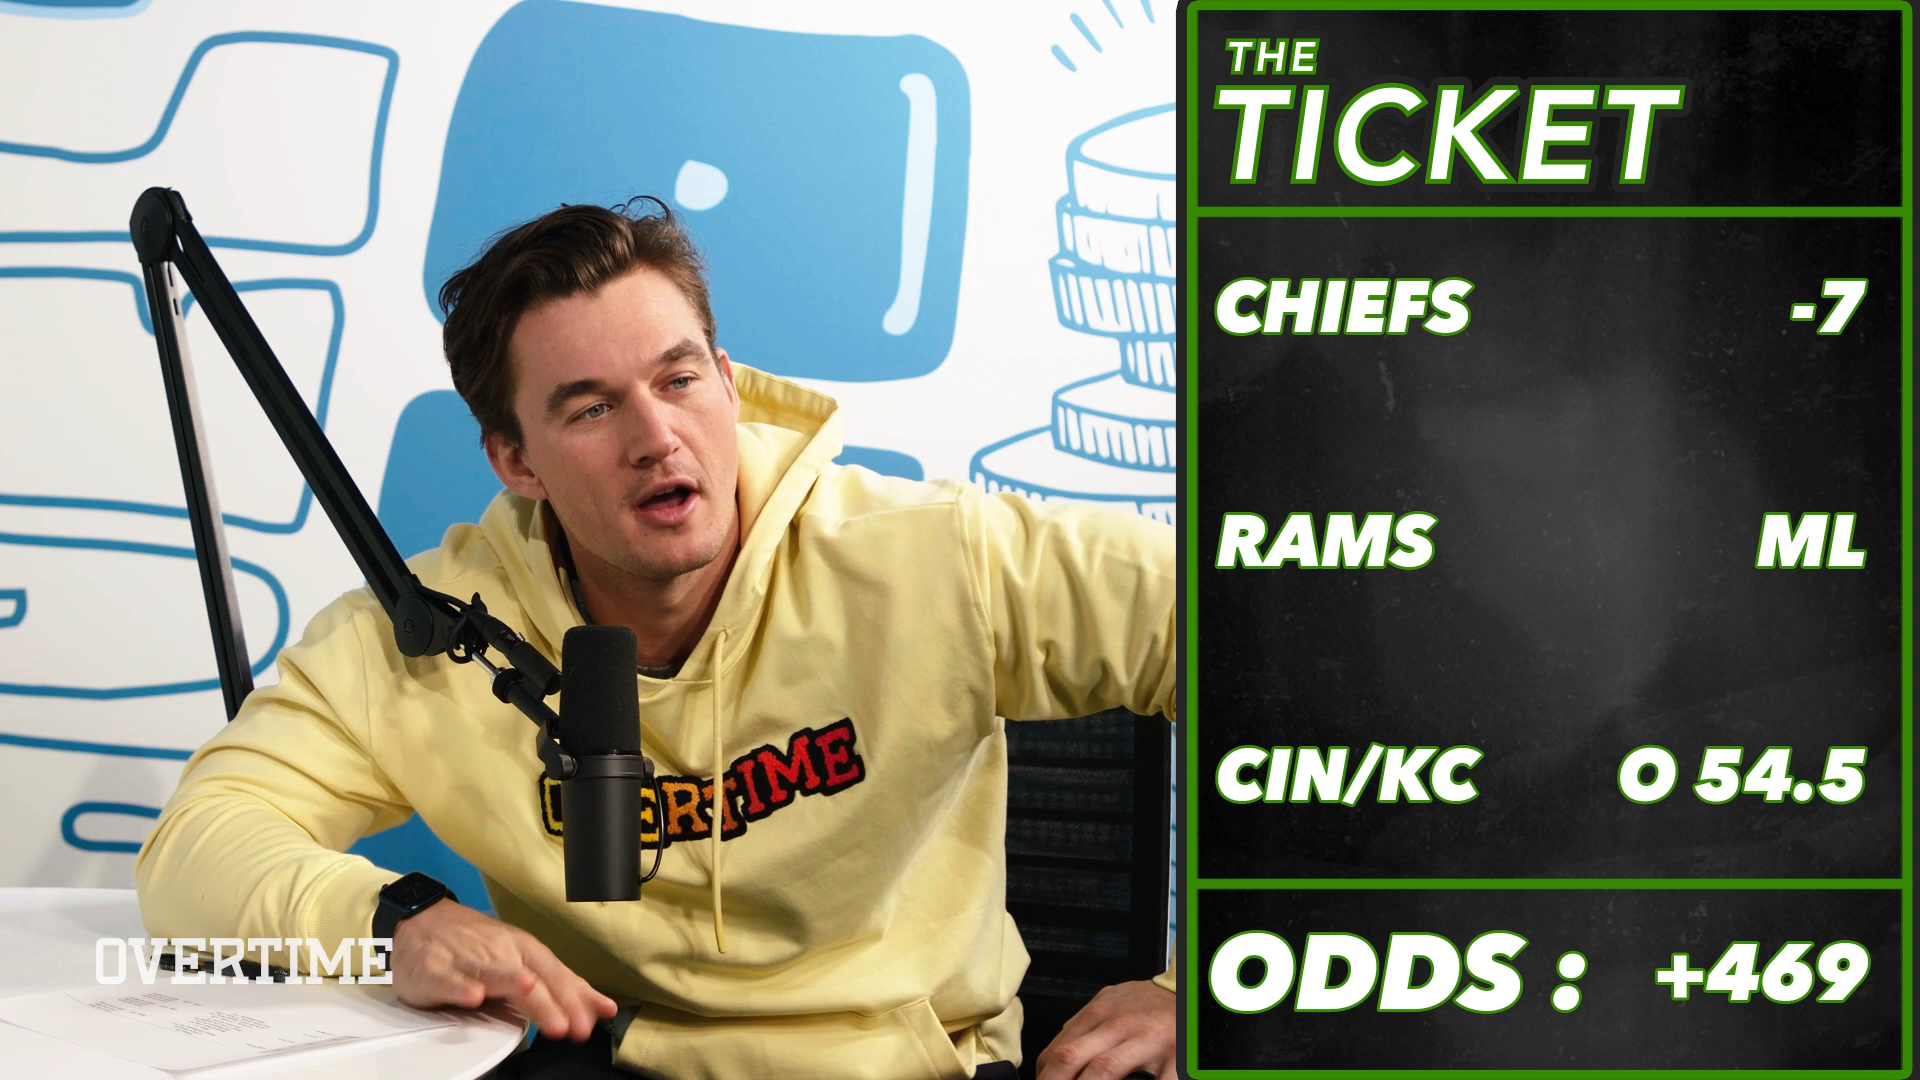 THE
TICKET
CHIEFS -7
RAMS ML
CIN/KC O 54.5
ODDS : +469
OVERTIME
OVERTIME